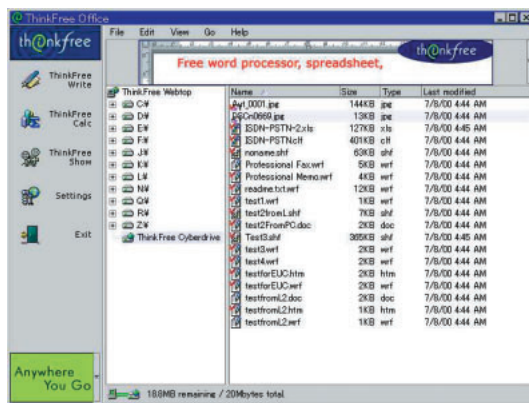 ThinkFree Office
File Edit View Go Help
th@nkfree
Free word processor, spreadsheet,
th@nkfree
ThinkFree Write
ThinkFree Calc
ThinkFree Show
Settings
Exit
Anywhere
You Go
ThinkFree Webtop
C¥
D¥
E¥
F¥
J¥
K¥
L¥
N¥
Q¥
R¥
Z¥
ThinkFree Cyberdrive
Name Size Type Last modified
Avt_0001.jpg 144KB jpg 7/8/00 4:44 AM
DSCn0669.jpg 13KB jpg 7/8/00 4:44 AM
ISDN-PSTN-2.xls 127KB xls 7/8/00 4:45 AM
ISDN-PSTN.clf 401KB clf 7/8/00 4:44 AM
noname.shf 63KB shf 7/8/00 4:44 AM
Professional Fax.wrf 5KB wrf 7/8/00 4:44 AM
Professional Memo.wrf 4KB wrf 7/8/00 4:44 AM
readme.txt.wrf 12KB wrf 7/8/00 4:44 AM
test1.wrf 1KB wrf 7/8/00 4:44 AM
test2fromL.shf 7KB shf 7/8/00 4:44 AM
test2FromPC.doc 2KB doc 7/8/00 4:44 AM
Test3.shf 365KB shf 7/8/00 4:45 AM
test3.wrf 2KB wrf 7/8/00 4:44 AM
test4.wrf 2KB wrf 7/8/00 4:44 AM
testforEUC.htm 2KB htm 7/8/00 4:44 AM
testforEUC.wrf 2KB wrf 7/8/00 4:44 AM
testfromL2.doc 2KB doc 7/8/00 4:44 AM
testfromL2.htm 1KB htm 7/8/00 4:44 AM
testfromL2.wrf 1KB wrf 7/8/00 4:44 AM
18.8MB remaining / 20Mbytes total